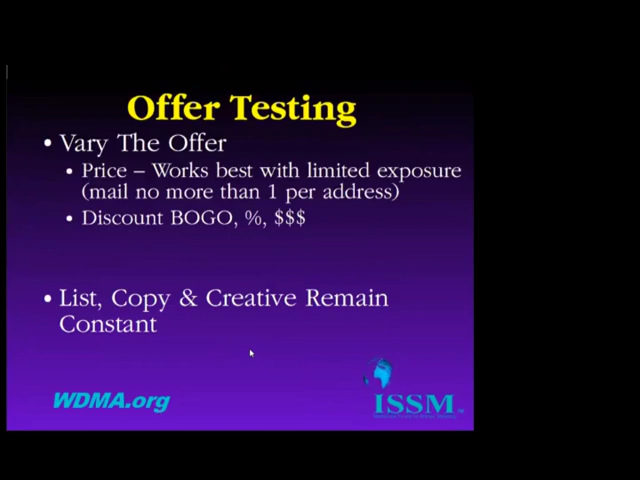 Offer Testing
• Vary The Offer
• Price – Works best with limited exposure
(mail no more than 1 per address)
• Discount BOGO, %, $$$
• List, Copy & Creative Remain
Constant
WDMA.org
ISSM